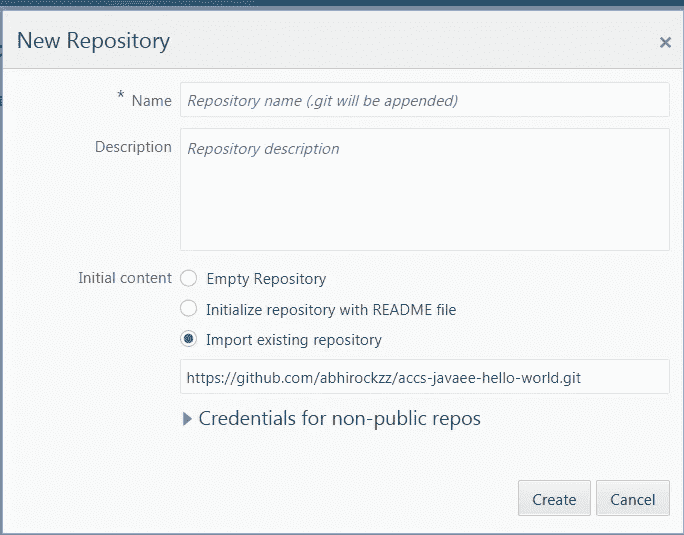 New Repository
* Name
Repository name (.git will be appended)
Description
Repository description
Initial content
Empty Repository
Initialize repository with README file
Import existing repository
https://github.com/abhirockzz/accs-javaee-hello-world.git
Credentials for non-public repos
Create
Cancel